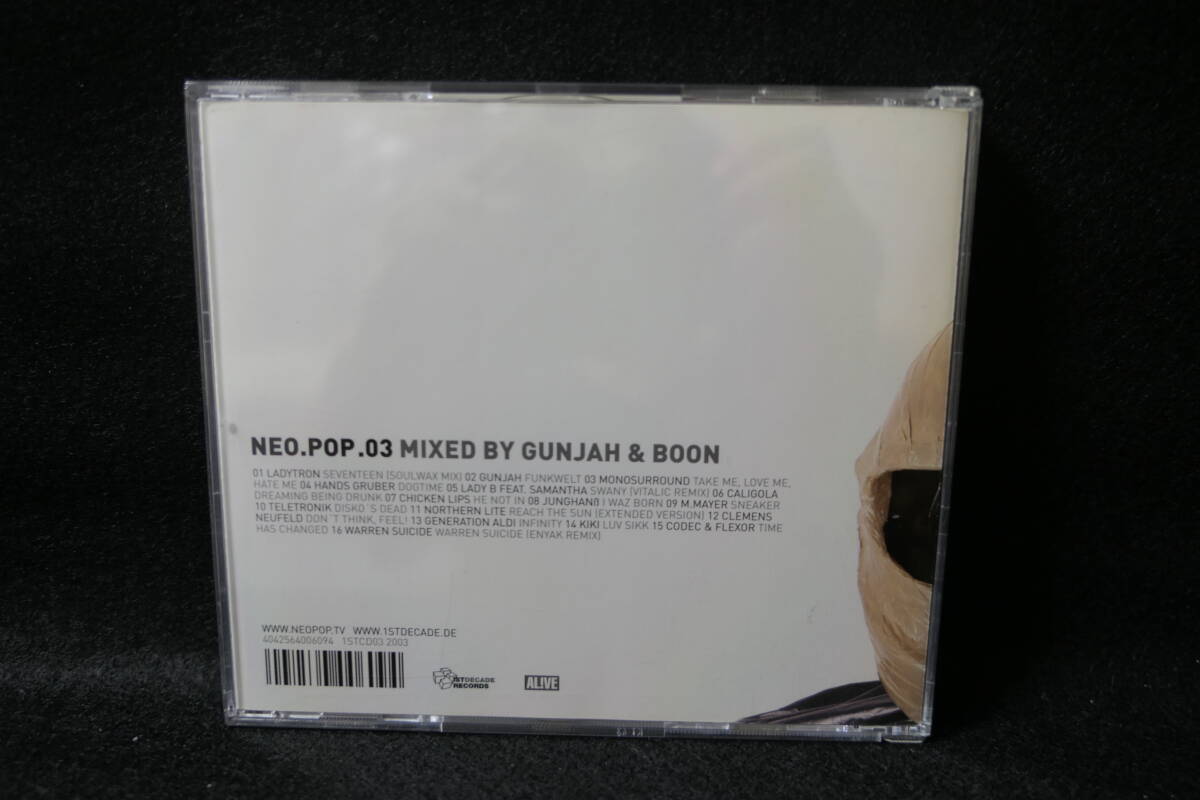 NEO.POP.03 MIXED BY GUNJAH & BOON
01 LADYTRON SEVENTEEN (SOULWAX MIX) 02 GUNJAH FUNKWELT 03 MONOSURROUND TAKE ME, LOVE ME,
HATE ME 04 HANDS GRUBER DOGTIME 05 LADY B FEAT. SAMANTHA SWANY (VITALIC REMIX) 06 CALIGOLA
DREAMING BEING DRUNK 07 CHICKEN LIPS HE NOT IN 08 JUNGHANß I WAZ BORN 09 M.MAYER SNEAKER
10 TELETRONIK DISKO´S DEAD 11 NORTHERN LITE REACH THE SUN (EXTENDED VERSION) 12 CLEMENS
NEUFELD DON´T THINK, FEEL! 13 GENERATION ALDI INFINITY 14 KIKI LUV SIKK 15 CODEC & FLEXOR TIME
HAS CHANGED 16 WARREN SUICIDE WARREN SUICIDE (ENYAK REMIX)
WWW.NEOPOP.TV WWW.1STDECADE.DE
4042564006094 1STCD03 2003
1STDECADE
RECORDS
ALIVE